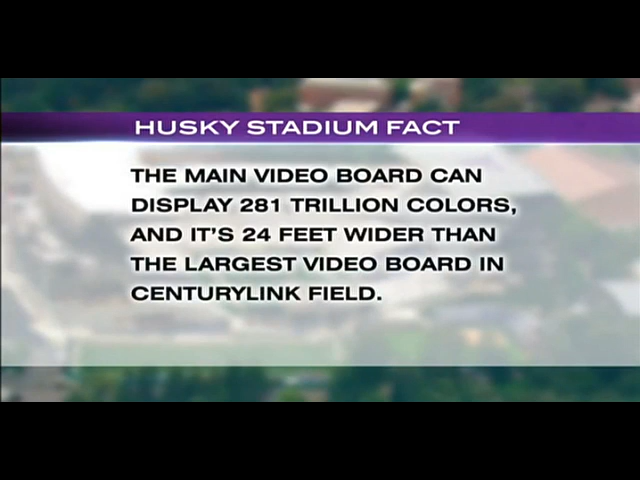 HUSKY STADIUM FACT
THE MAIN VIDEO BOARD CAN
DISPLAY 281 TRILLION COLORS,
AND IT'S 24 FEET WIDER THAN
THE LARGEST VIDEO BOARD IN
CENTURYLINK FIELD.